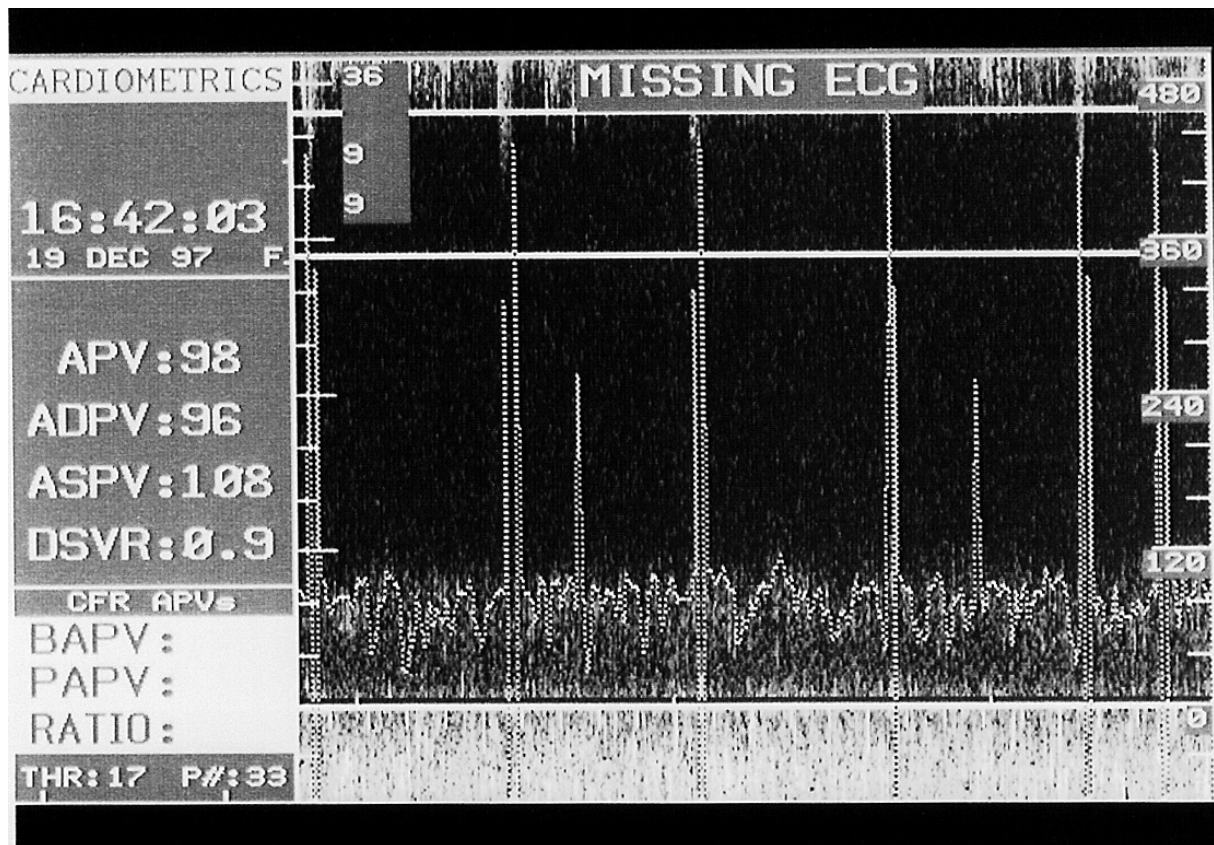 CARDIOMETRICS
16:42:03
19 DEC 97 F
APV:98
ADPV:96
ASPV:108
DSVR:0.9
CFR APVs
BAPV:
PAPV:
RATIO:
THR:17 P#:33
36
9
9
MISSING ECG
480
360
240
120
0